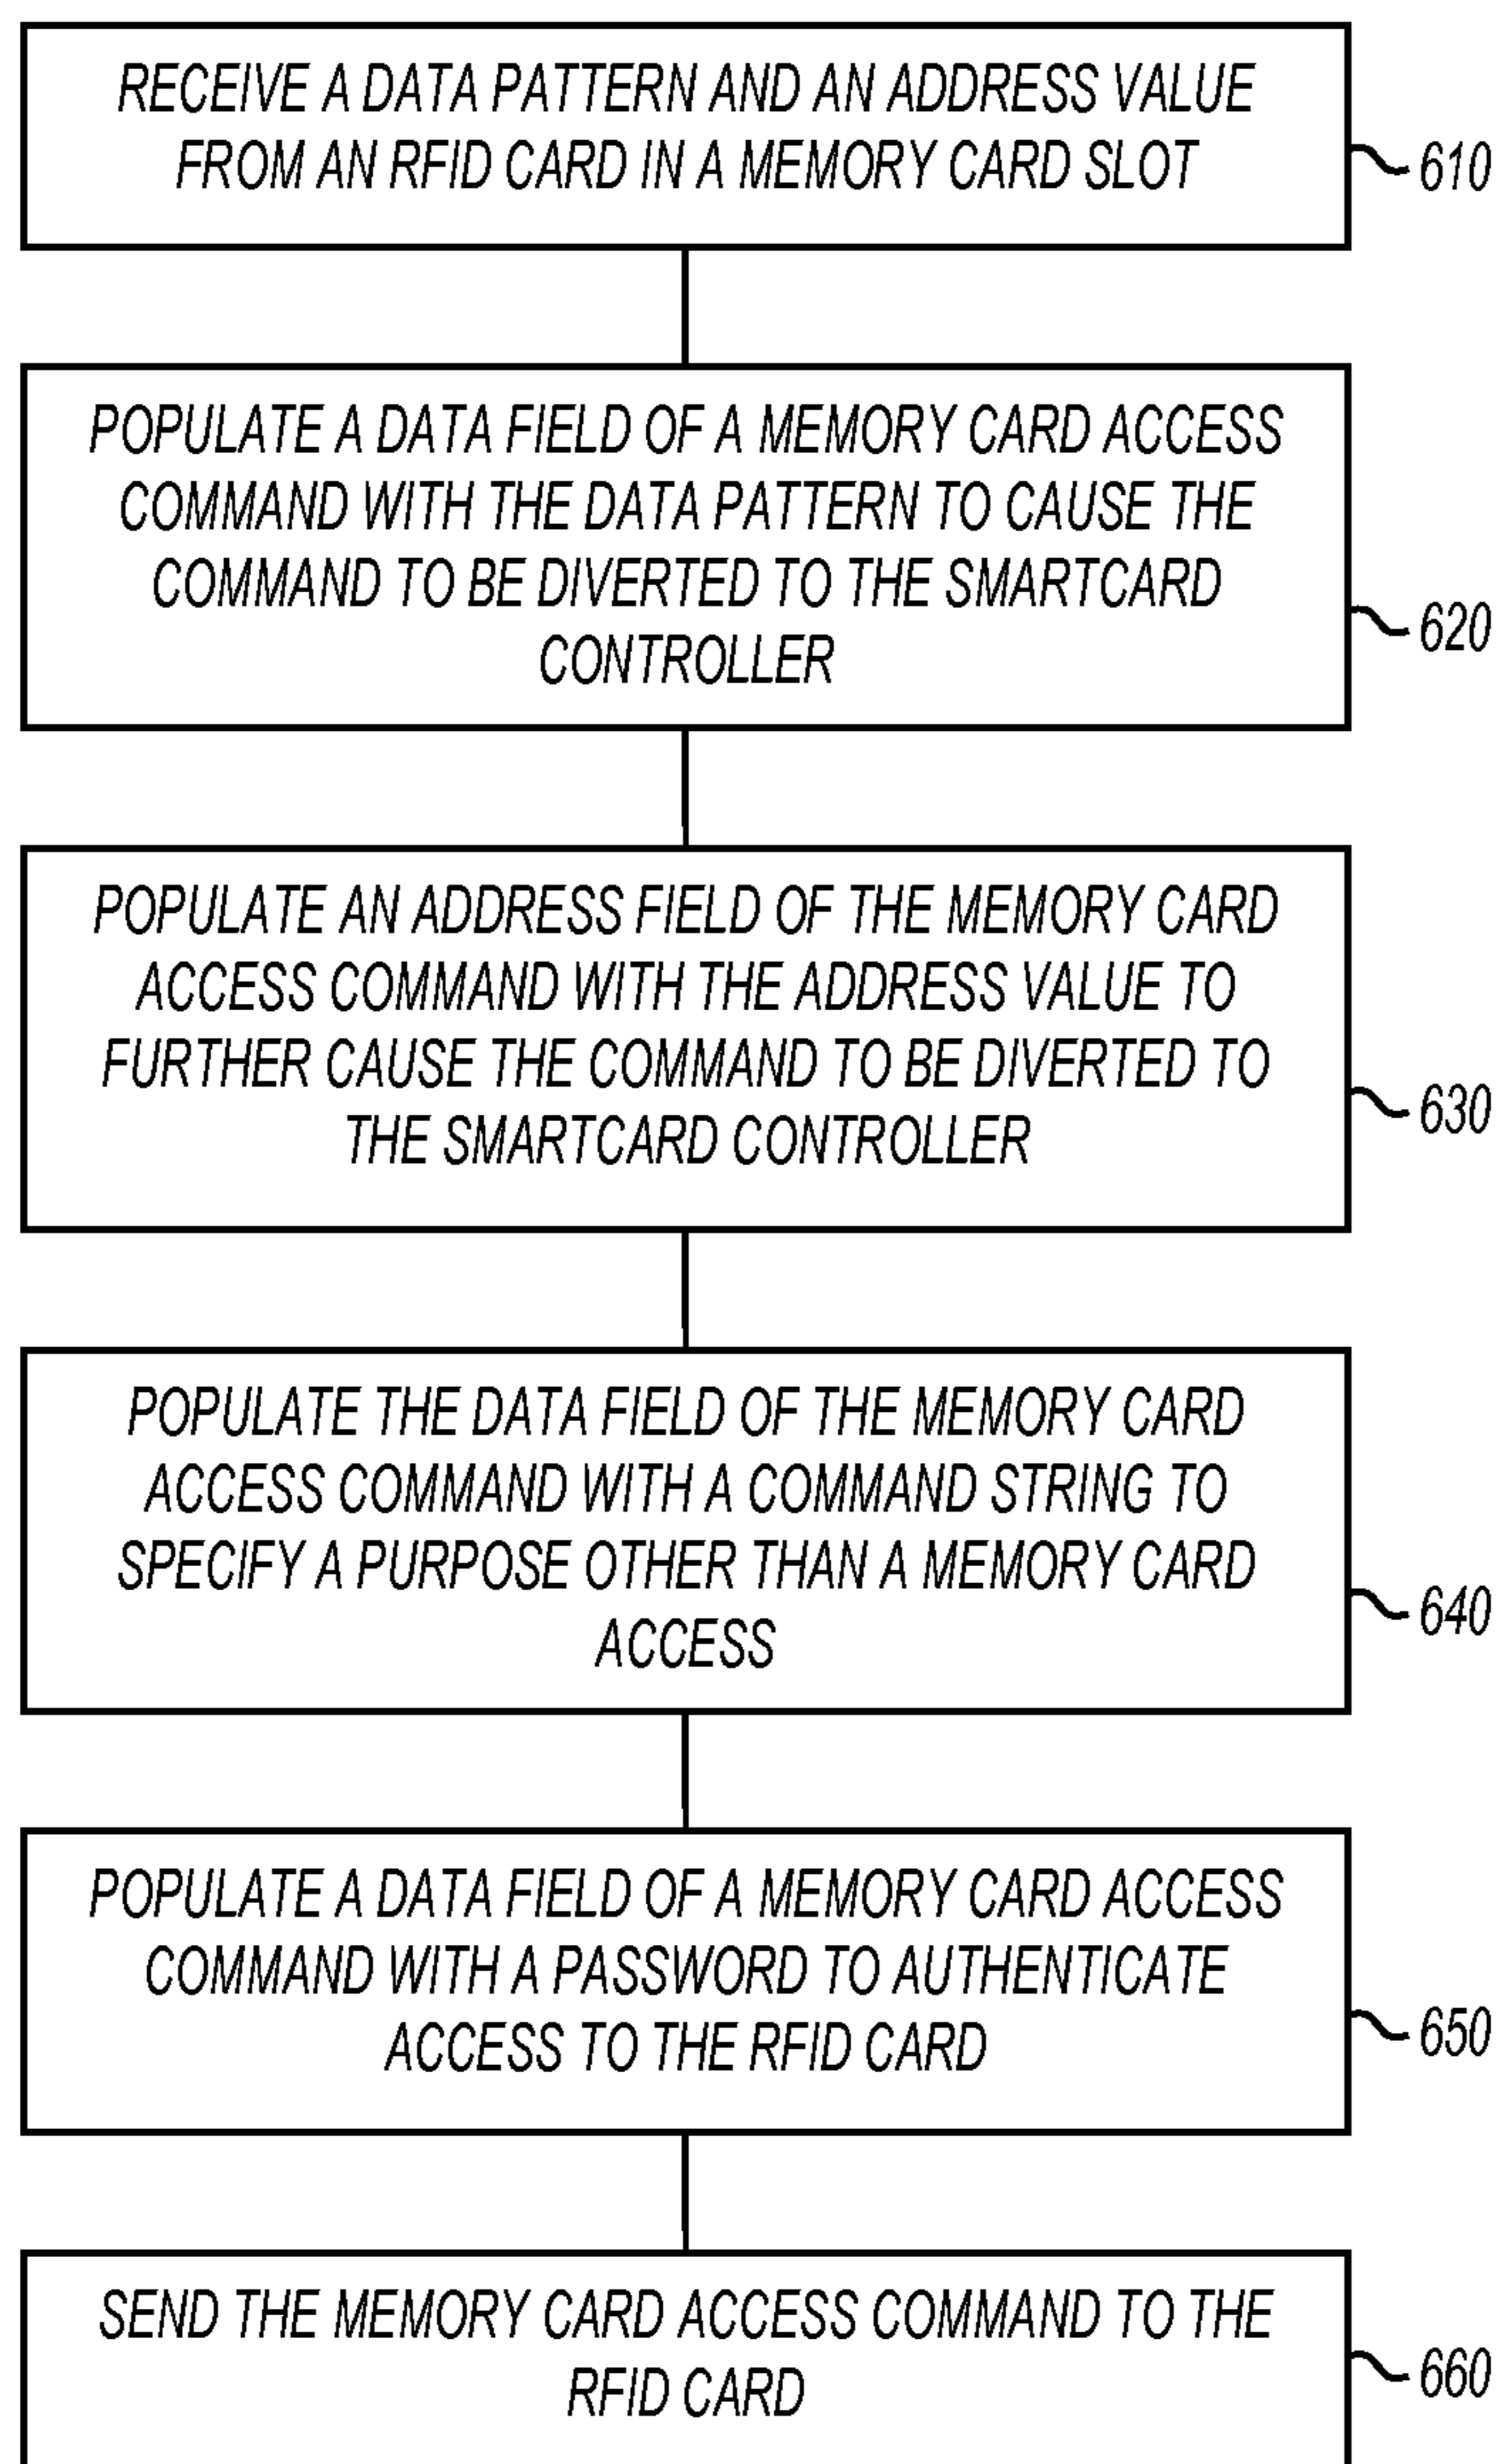 RECEIVE A DATA PATTERN AND AN ADDRESS VALUE
FROM AN RFID CARD IN A MEMORY CARD SLOT
610
POPULATE A DATA FIELD OF A MEMORY CARD ACCESS
COMMAND WITH THE DATA PATTERN TO CAUSE THE
COMMAND TO BE DIVERTED TO THE SMARTCARD
CONTROLLER
620
POPULATE AN ADDRESS FIELD OF THE MEMORY CARD
ACCESS COMMAND WITH THE ADDRESS VALUE TO
FURTHER CAUSE THE COMMAND TO BE DIVERTED TO
THE SMARTCARD CONTROLLER
630
POPULATE THE DATA FIELD OF THE MEMORY CARD
ACCESS COMMAND WITH A COMMAND STRING TO
SPECIFY A PURPOSE OTHER THAN A MEMORY CARD
ACCESS
640
POPULATE A DATA FIELD OF A MEMORY CARD ACCESS
COMMAND WITH A PASSWORD TO AUTHENTICATE
ACCESS TO THE RFID CARD
650
SEND THE MEMORY CARD ACCESS COMMAND TO THE
RFID CARD
660